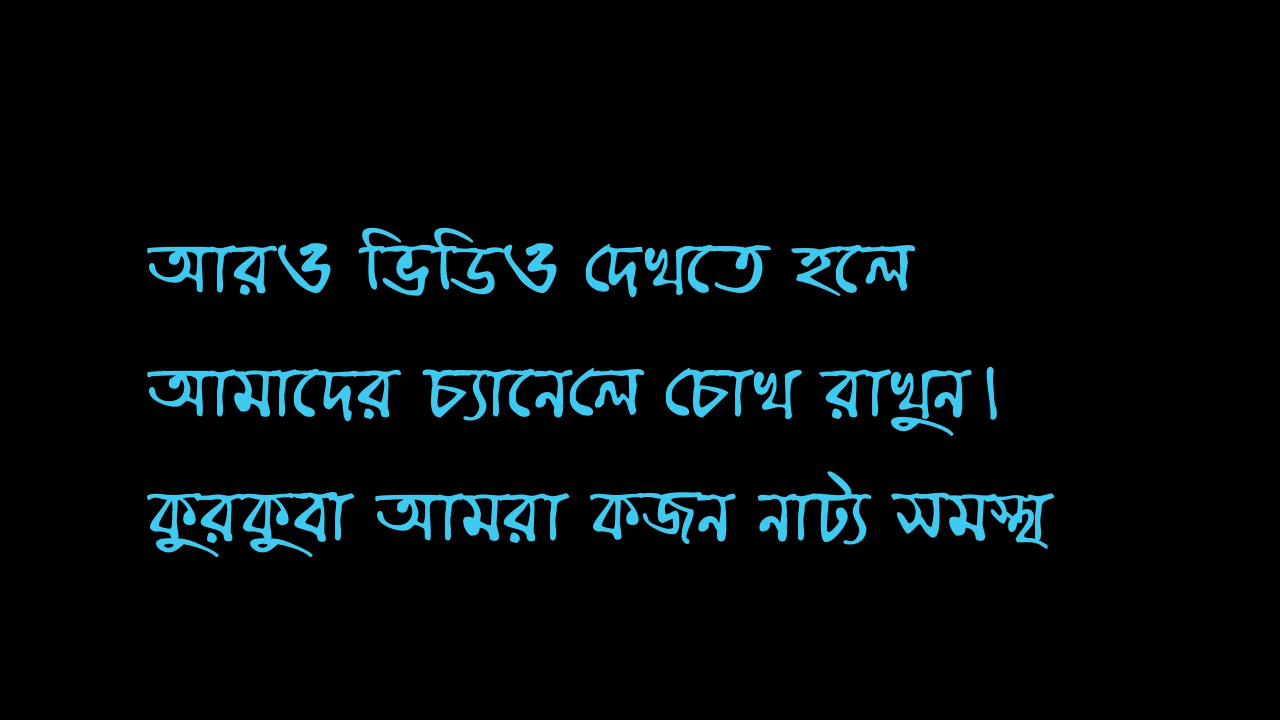 আরও ভিডিও দেখতে হলে
আমাদের চ্যানেলে চোখ রাখুন।
কুরকুবা আমরা কজন নাট্য সমস্থ